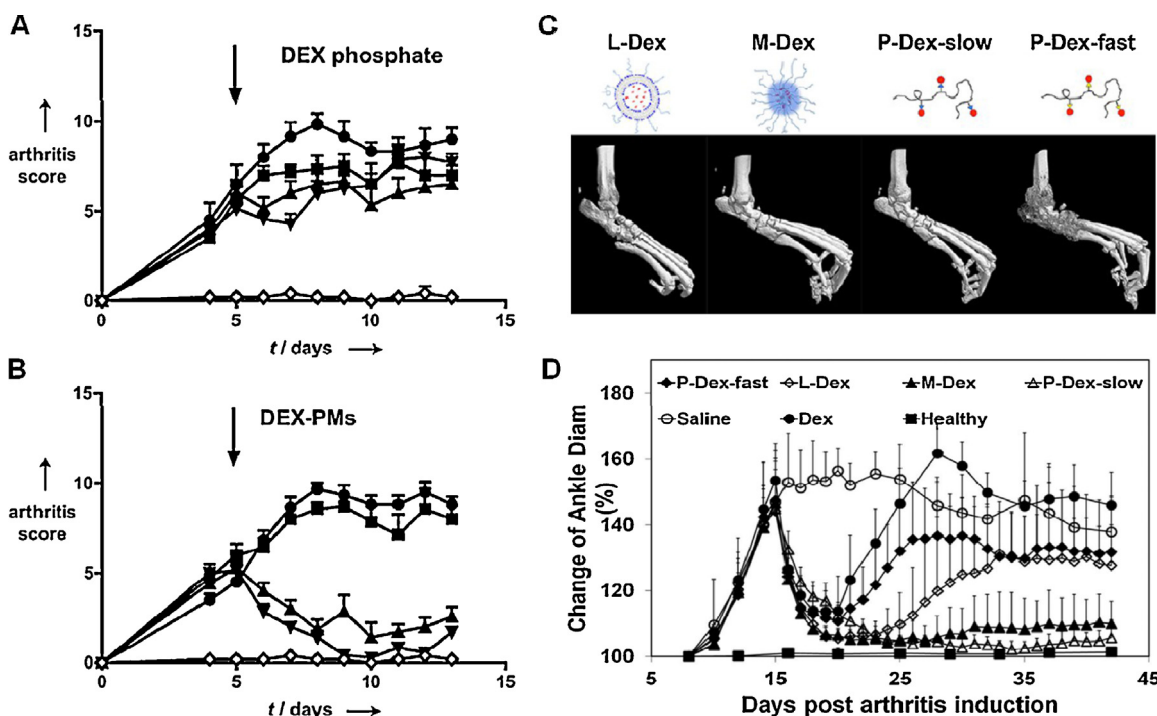 A
15
10
5
0
arthritis
score
DEX phosphate
0 5 10 15
t / days
B
15
10
5
0
arthritis
score
DEX-PMs
0 5 10 15
t / days
C
L-Dex M-Dex P-Dex-slow P-Dex-fast
D
Change of Ankle Diam
(%)
180
160
140
120
100
P-Dex-fast L-Dex M-Dex P-Dex-slow
Saline Dex Healthy
5 15 25 35 45
Days post arthritis induction